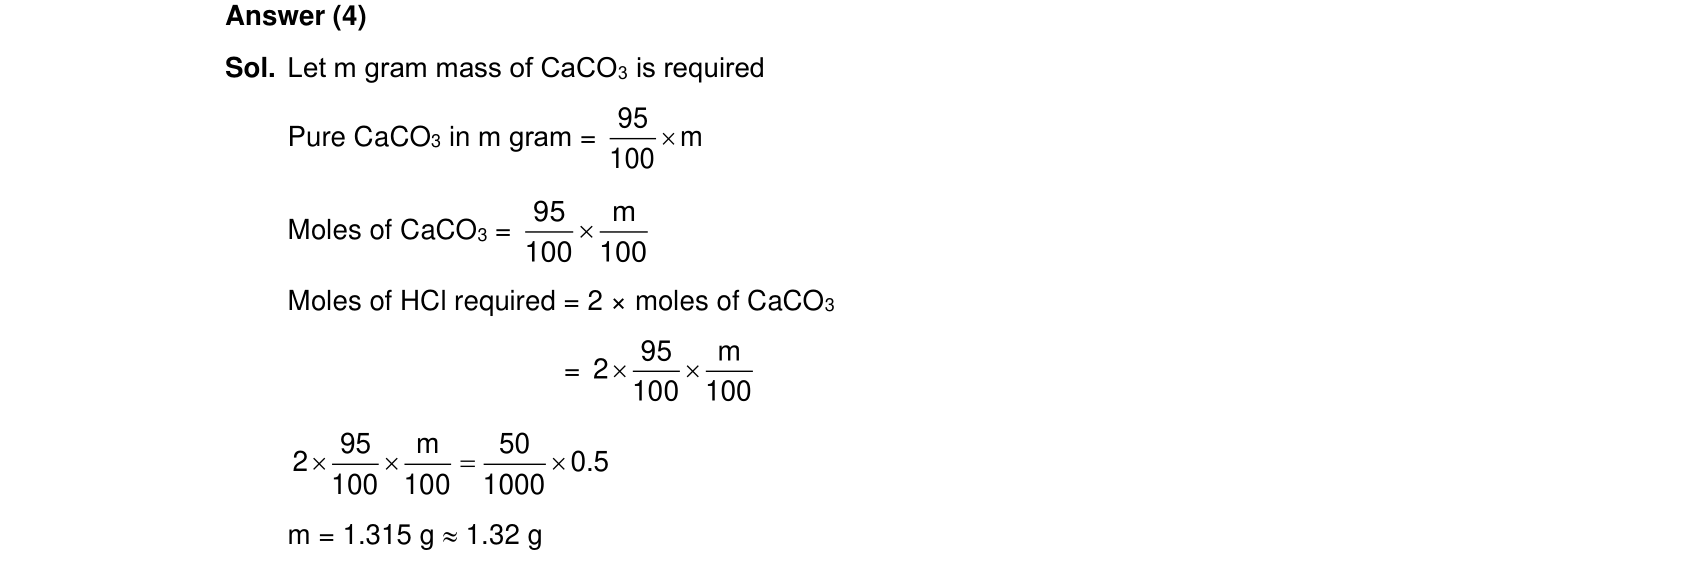 Answer (4)
Sol. Let m gram mass of CaCO₃ is required
Pure CaCO₃ in m gram = 95/100 × m
Moles of CaCO₃ = 95/100 × m/100
Moles of HCl required = 2 × moles of CaCO₃
= 2 × 95/100 × m/100
2 × 95/100 × m/100 = 50/1000 × 0.5
m = 1.315 g ≈ 1.32 g